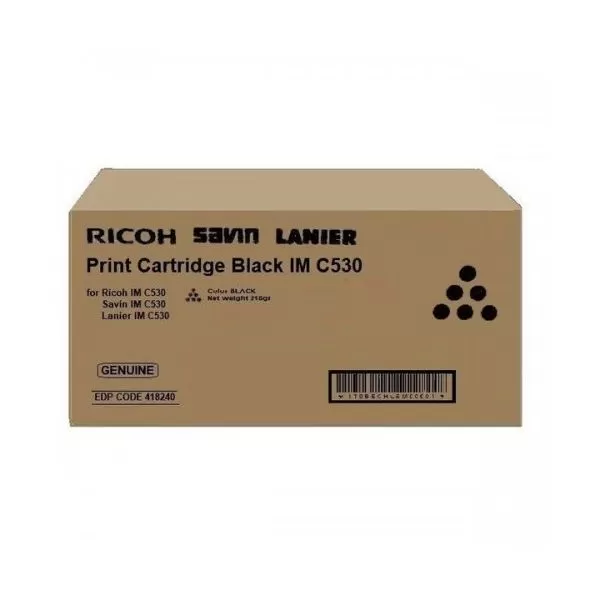 RICOH savin LANIER
Print Cartridge Black IM C530
for Ricoh IM C530
Savin IM C530
Lanier IM C530
Color BLACK
Net weight 210gr
GENUINE
EDP CODE 418240